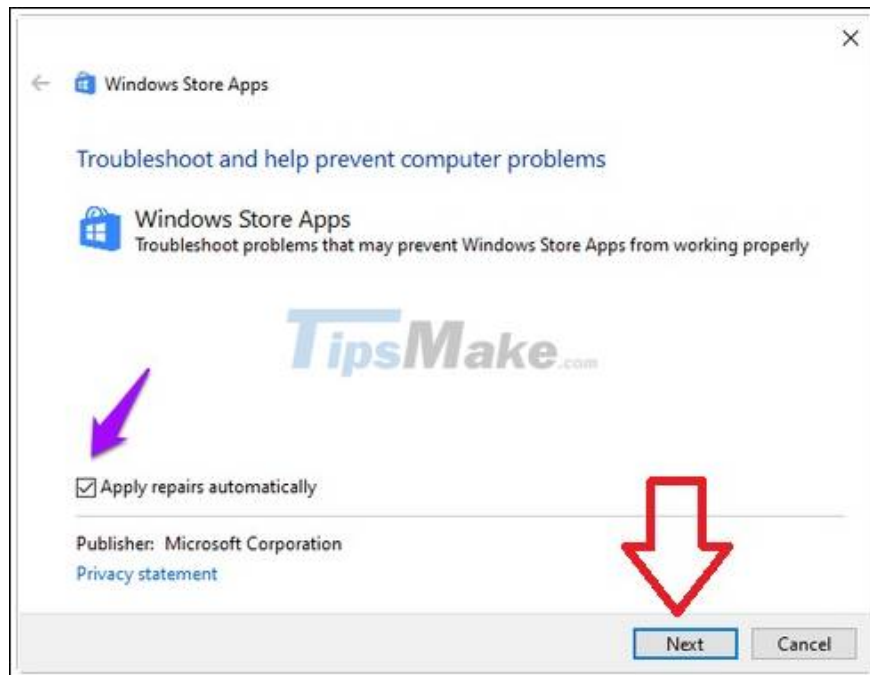 Windows Store Apps
Troubleshoot and help prevent computer problems
Windows Store Apps
Troubleshoot problems that may prevent Windows Store Apps from working properly
TipsMake.com
Apply repairs automatically
Publisher: Microsoft Corporation
Privacy statement
Next Cancel